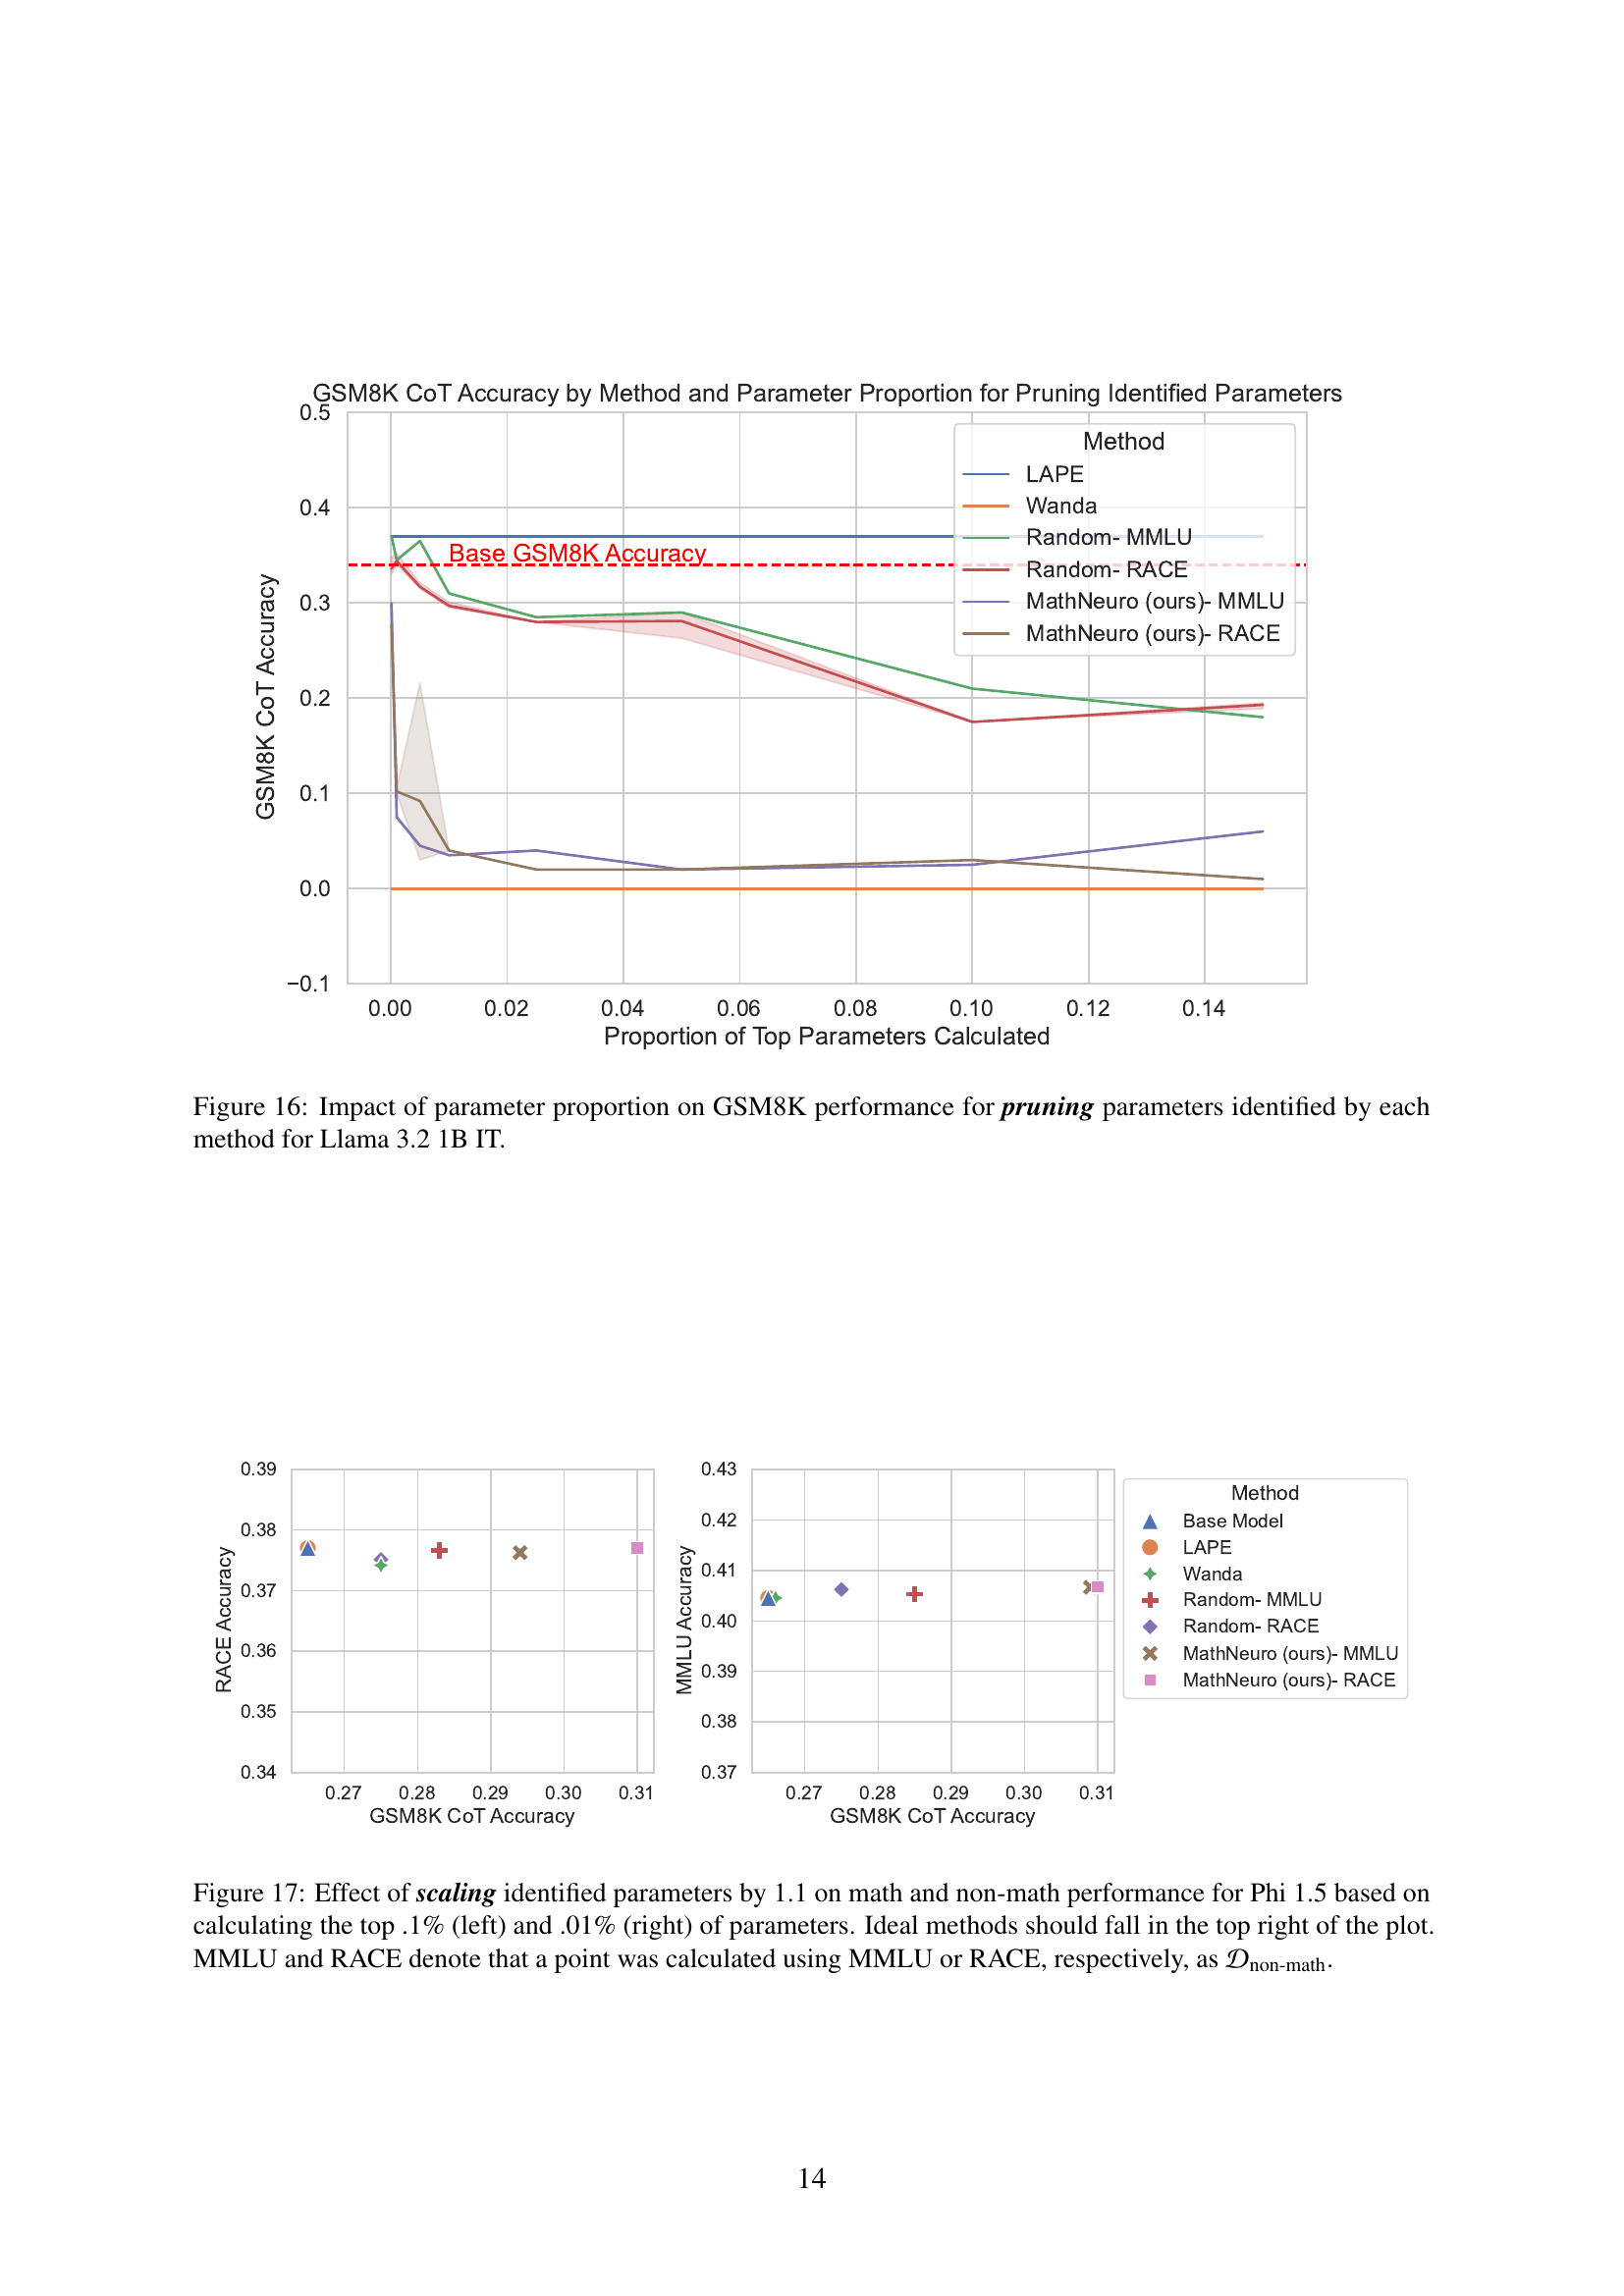 GSM8K CoT Accuracy by Method and Parameter Proportion for Pruning Identified Parameters
0.5
0.4
0.3
0.2
0.1
0.0
−0.1
GSM8K CoT Accuracy
Base GSM8K Accuracy
Method
LAPE
Wanda
Random- MMLU
Random- RACE
MathNeuro (ours)- MMLU
MathNeuro (ours)- RACE
0.00 0.02 0.04 0.06 0.08 0.10 0.12 0.14
Proportion of Top Parameters Calculated
Figure 16: Impact of parameter proportion on GSM8K performance for pruning parameters identified by each
method for Llama 3.2 1B IT.
0.39
0.38
0.37
0.36
0.35
0.34
RACE Accuracy
0.27 0.28 0.29 0.30 0.31
GSM8K CoT Accuracy
0.43
0.42
0.41
0.40
0.39
0.38
0.37
MMLU Accuracy
0.27 0.28 0.29 0.30 0.31
GSM8K CoT Accuracy
Method
Base Model
LAPE
Wanda
Random- MMLU
Random- RACE
MathNeuro (ours)- MMLU
MathNeuro (ours)- RACE
Figure 17: Effect of scaling identified parameters by 1.1 on math and non-math performance for Phi 1.5 based on
calculating the top .1% (left) and .01% (right) of parameters. Ideal methods should fall in the top right of the plot.
MMLU and RACE denote that a point was calculated using MMLU or RACE, respectively, as 𝒟non-math.
14